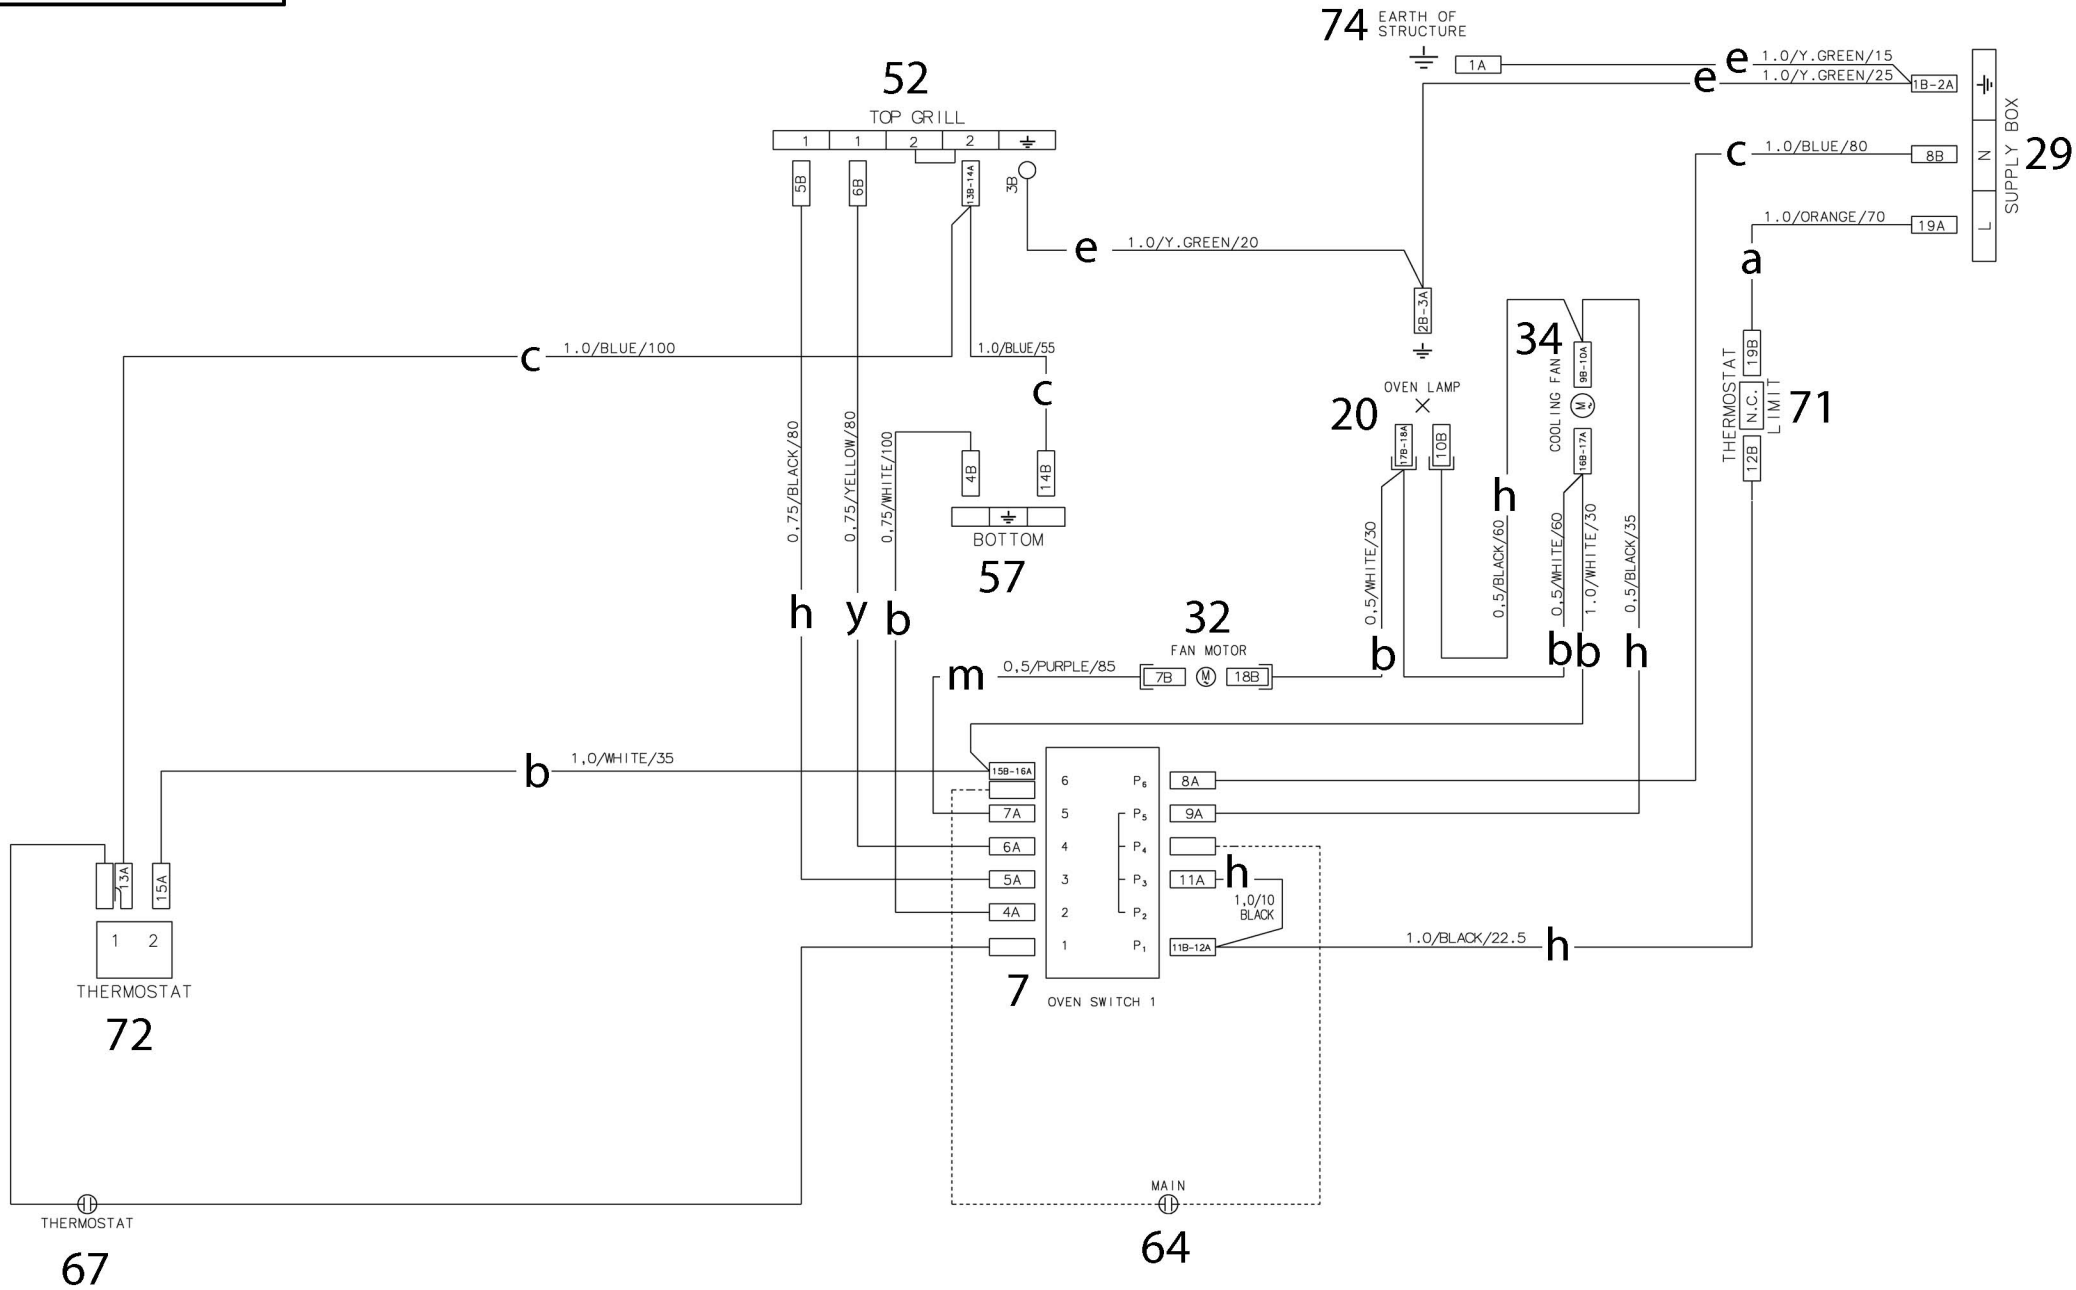 74 EARTH OF
STRUCTURE
1A
e 1.0/Y.GREEN/15
e 1.0/Y.GREEN/25
1B-2A
52
TOP GRILL
1 1 2 2
5B
6B
13B-14A
3B
c 1.0/BLUE/80
8B
N
SUPPLY BOX
29
1.0/ORANGE/70
19A
L
a
e 1.0/Y.GREEN/20
2B-3A
c 1.0/BLUE/100
1.0/BLUE/55
c
34
COOLING FAN
9B-10A
M
16B-17A
OVEN LAMP
20
17B-18A
10B
THERMOSTAT
LIMIT
19B
N.C.
12B
71
0,75/BLACK/80
0,75/YELLOW/80
0,75/WHITE/100
4B
14B
BOTTOM
57
h
0,5/WHITE/30
0,5/BLACK/60
0,5/WHITE/60
1.0/WHITE/30
0,5/BLACK/35
h y b
32
FAN MOTOR
b
b b h
m 0,5/PURPLE/85
7B M 18B
b 1,0/WHITE/35
15B-16A 6 P6 8A
7A 5 P5 9A
6A 4 P4
5A 3 P3 11A h
4A 2 P2
1,0/10
BLACK
1 P1 11B-12A
1.0/BLACK/22.5 h
7 OVEN SWITCH 1
13A
15A
1 2
THERMOSTAT
72
MAIN
64
THERMOSTAT
67